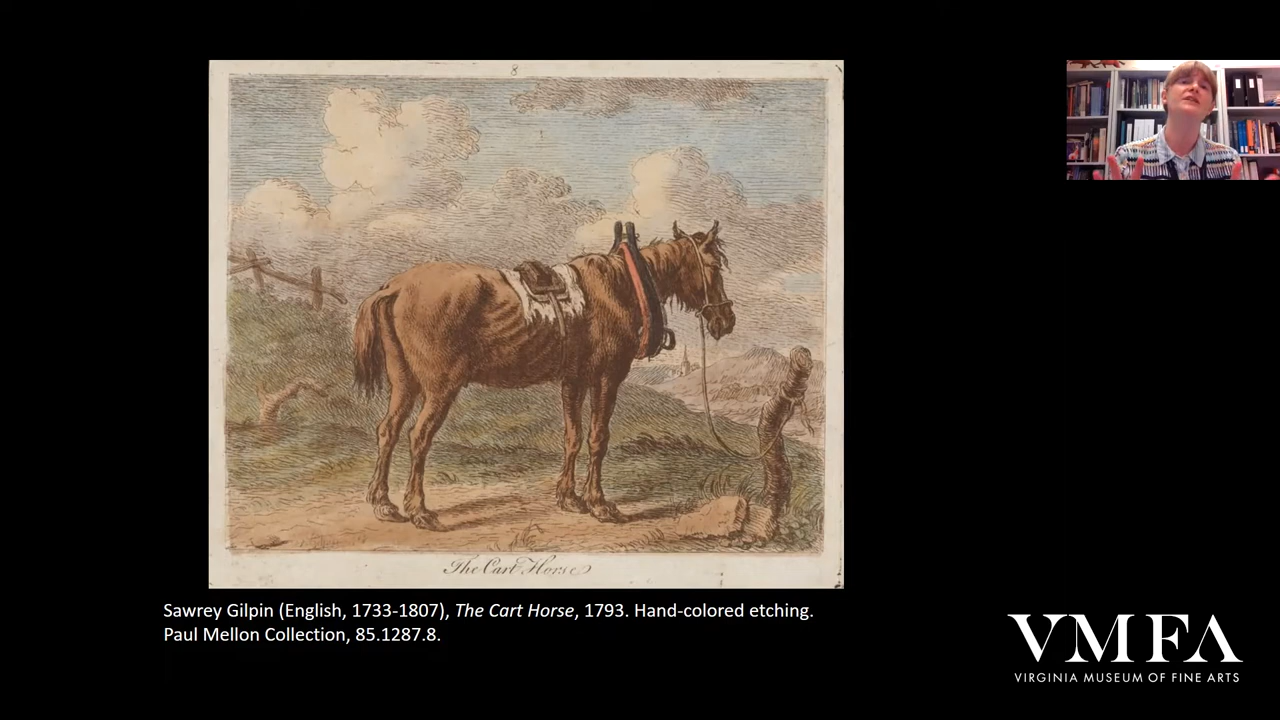 8
The Cart Horse
Sawrey Gilpin (English, 1733-1807), The Cart Horse, 1793. Hand-colored etching.
Paul Mellon Collection, 85.1287.8.
VMFA
VIRGINIA MUSEUM OF FINE ARTS